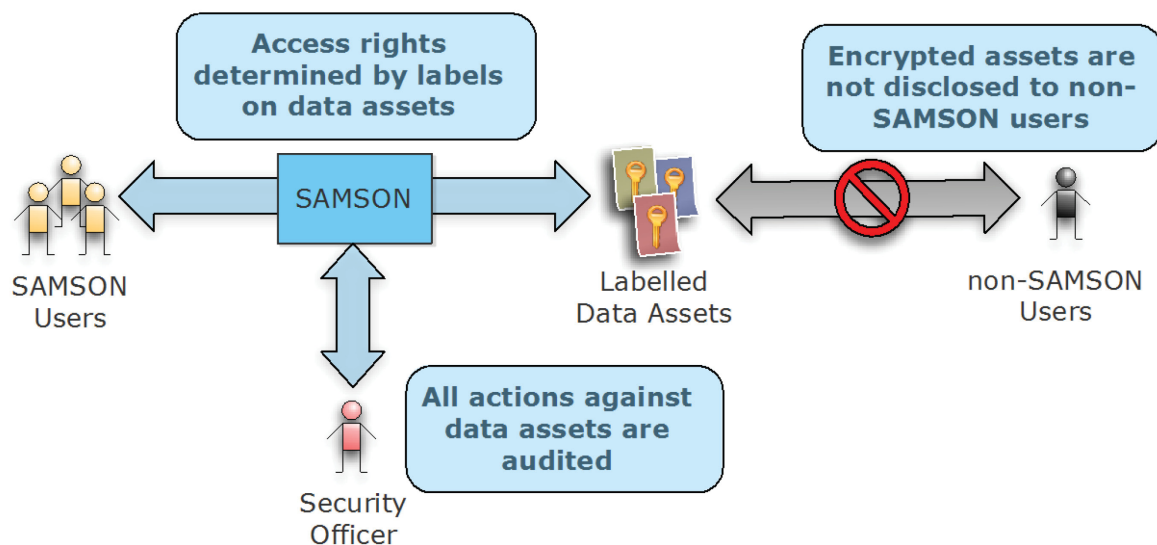 Access rights
determined by labels
on data assets
Encrypted assets are
not disclosed to non-
SAMSON users
SAMSON
SAMSON
Users
Labelled
Data Assets
non-SAMSON
Users
All actions against
data assets are
audited
Security
Officer